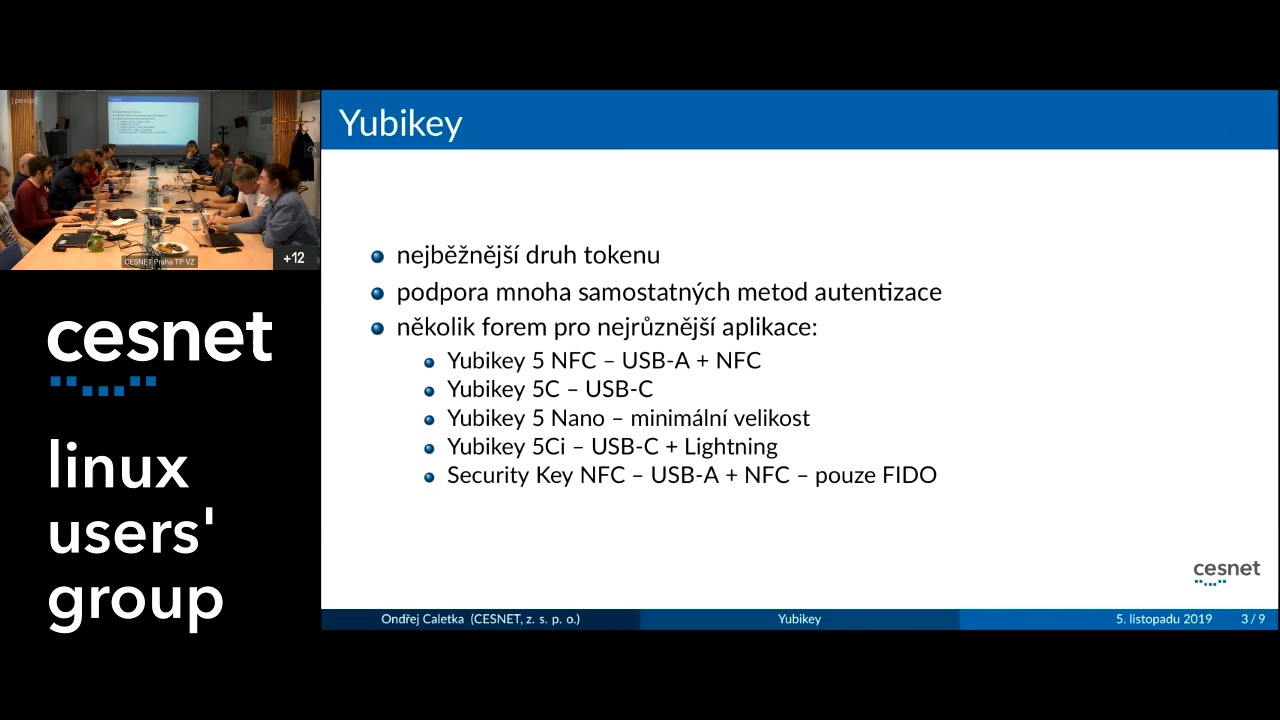 [pexip]
CESNET Praha TP VZ
+12
cesnet
linux
users'
group
Yubikey
nejběžnější druh tokenu
podpora mnoha samostatných metod autentizace
několik forem pro nejrůznější aplikace:
Yubikey 5 NFC – USB-A + NFC
Yubikey 5C – USB-C
Yubikey 5 Nano – minimální velikost
Yubikey 5Ci – USB-C + Lightning
Security Key NFC – USB-A + NFC – pouze FIDO
cesnet
Ondřej Caletka (CESNET, z. s. p. o.)
Yubikey
5. listopadu 2019
3 / 9